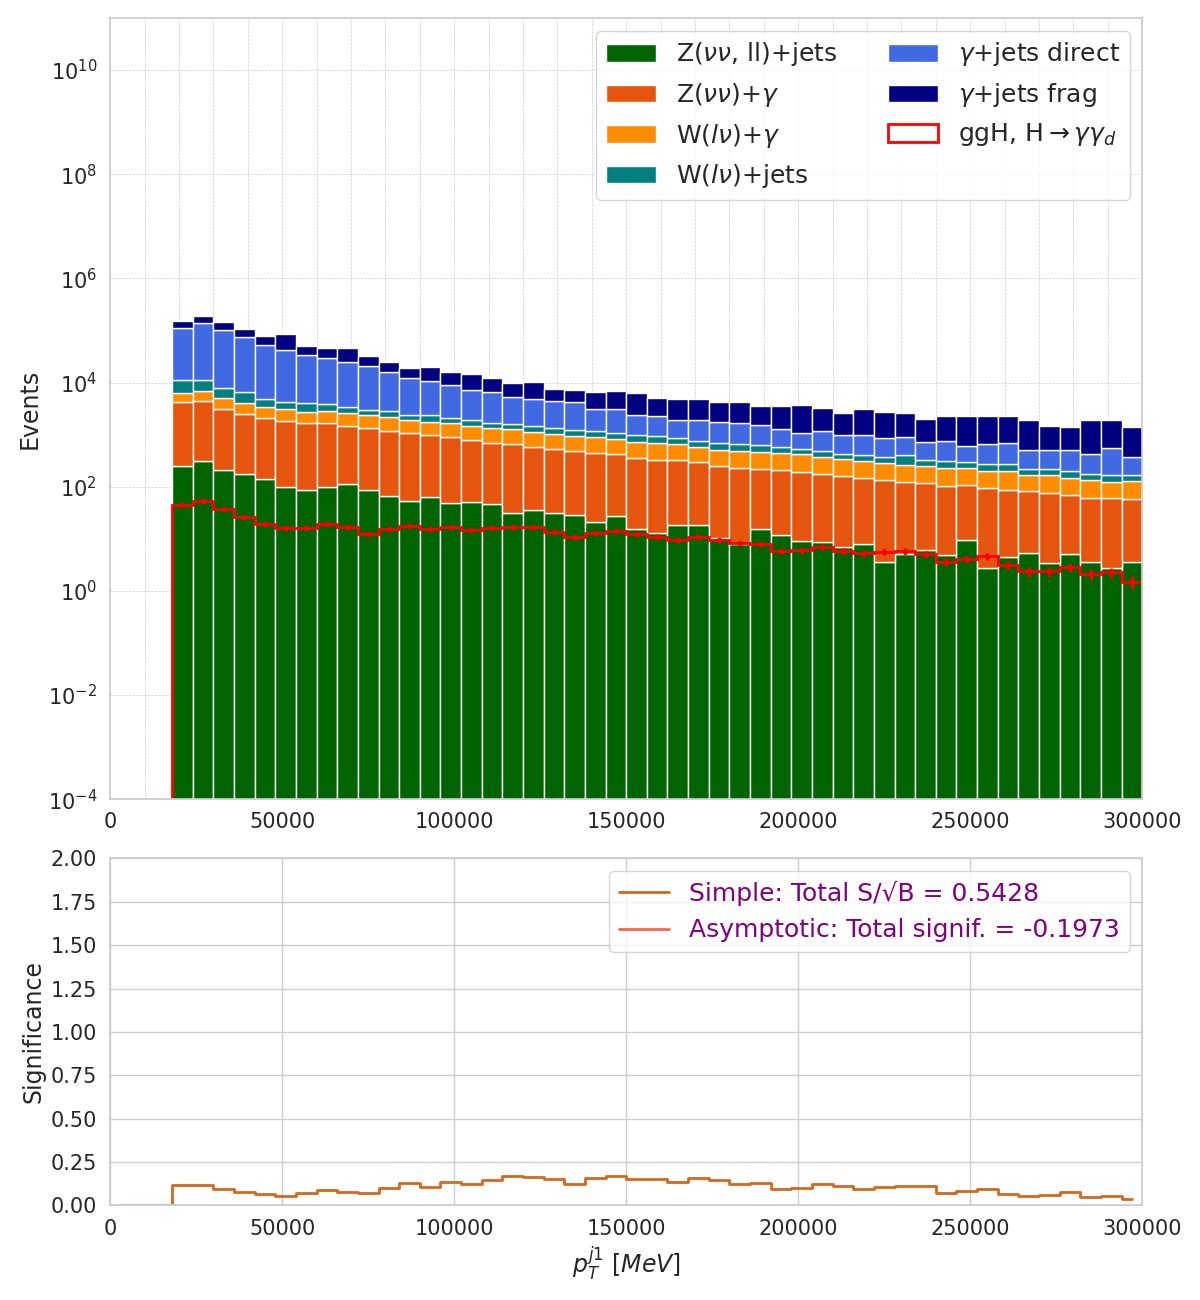 Events
10^10
10^8
10^6
10^4
10^2
10^0
10^−2
10^−4
Z(νν, ll)+jets
Z(νν)+γ
W(lν)+γ
W(lν)+jets
γ+jets direct
γ+jets frag
ggH, H→γγ_d
0 50000 100000 150000 200000 250000 300000
Significance
2.00
1.75
1.50
1.25
1.00
0.75
0.50
0.25
0.00
Simple: Total S/√B = 0.5428
Asymptotic: Total signif. = -0.1973
0 50000 100000 150000 200000 250000 300000
p_T^j1 [MeV]